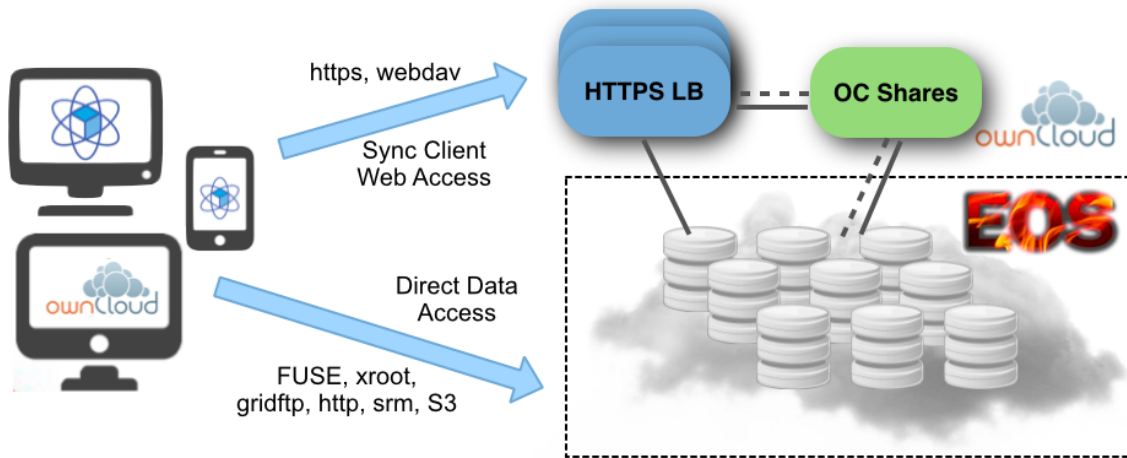 https, webdav
Sync Client
Web Access
HTTPS LB
OC Shares
ownCloud
EOS
ownCloud
Direct Data
Access
FUSE, xroot,
gridftp, http, srm, S3